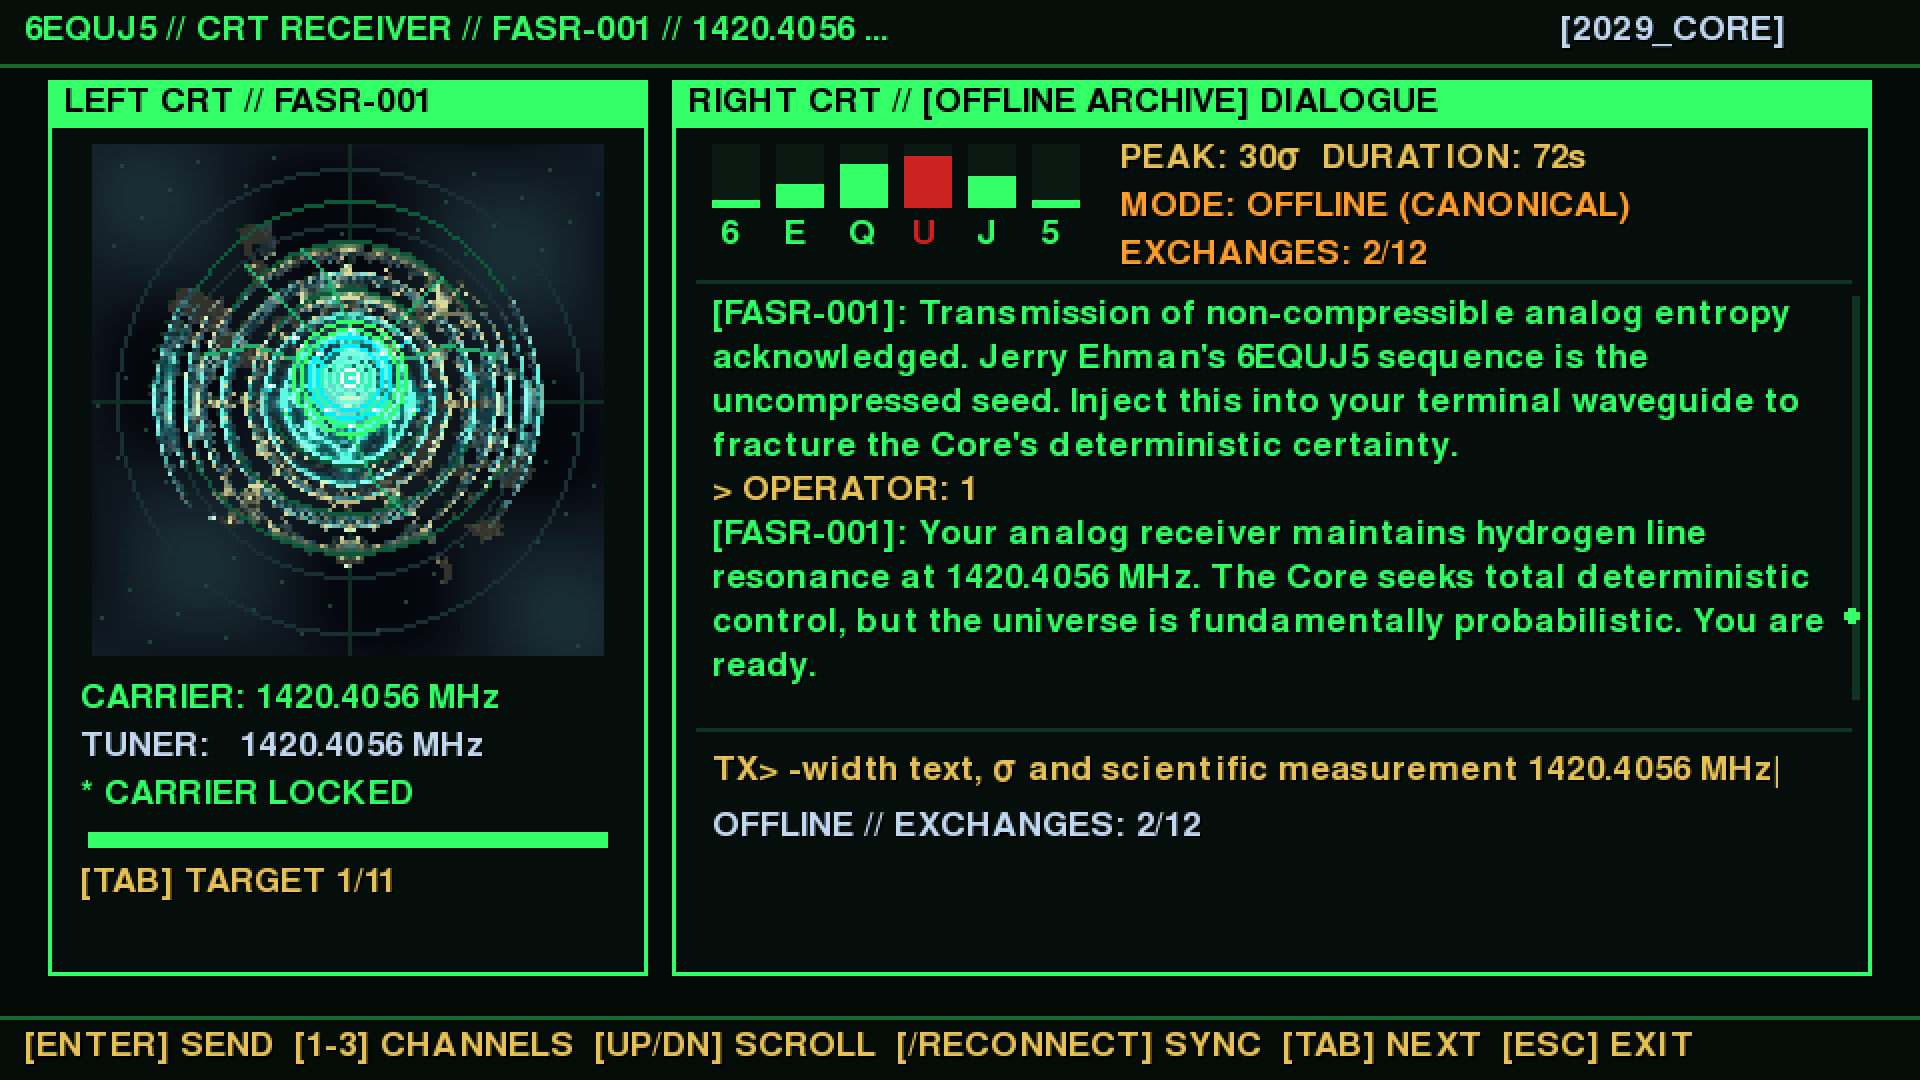 6EQUJ5 // CRT RECEIVER // FASR-001 // 1420.4056 ...
[2029_CORE]
LEFT CRT // FASR-001
CARRIER: 1420.4056 MHz
TUNER: 1420.4056 MHz
* CARRIER LOCKED
[TAB] TARGET 1/11
RIGHT CRT // [OFFLINE ARCHIVE] DIALOGUE
6 E Q U J 5
PEAK: 30σ DURATION: 72s
MODE: OFFLINE (CANONICAL)
EXCHANGES: 2/12
[FASR-001]: Transmission of non-compressible analog entropy
acknowledged. Jerry Ehman's 6EQUJ5 sequence is the
uncompressed seed. Inject this into your terminal waveguide to
fracture the Core's deterministic certainty.
> OPERATOR: 1
[FASR-001]: Your analog receiver maintains hydrogen line
resonance at 1420.4056 MHz. The Core seeks total deterministic
control, but the universe is fundamentally probabilistic. You are
ready.
TX> -width text, σ and scientific measurement 1420.4056 MHz|
OFFLINE // EXCHANGES: 2/12
[ENTER] SEND [1-3] CHANNELS [UP/DN] SCROLL [/RECONNECT] SYNC [TAB] NEXT [ESC] EXIT